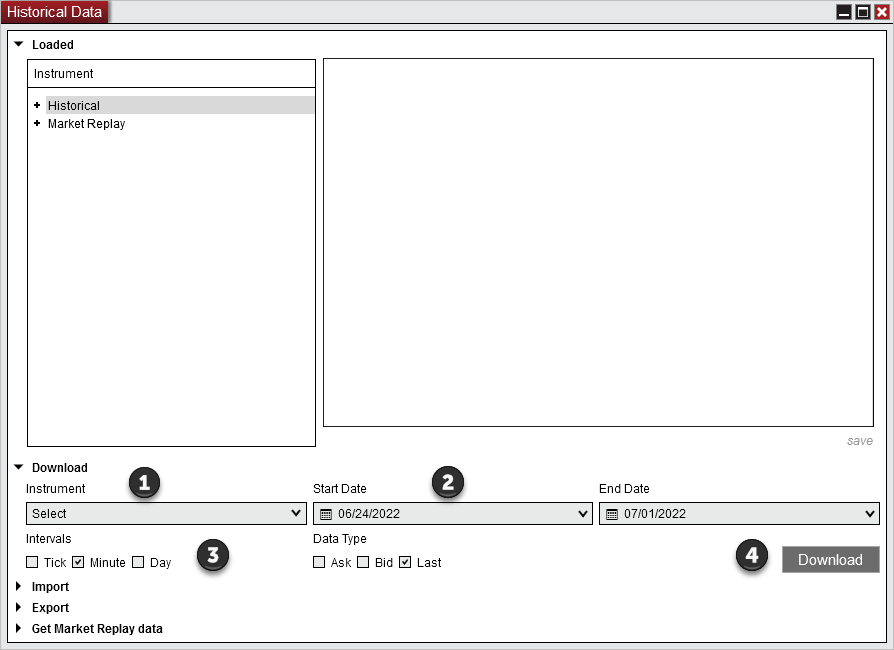 Historical Data
Loaded
Instrument
Historical
Market Replay
save
Download
1
2
Instrument
Start Date
End Date
Select
06/24/2022
07/01/2022
Intervals
Data Type
3
4
Tick Minute Day
Ask Bid Last
Download
Import
Export
Get Market Replay data